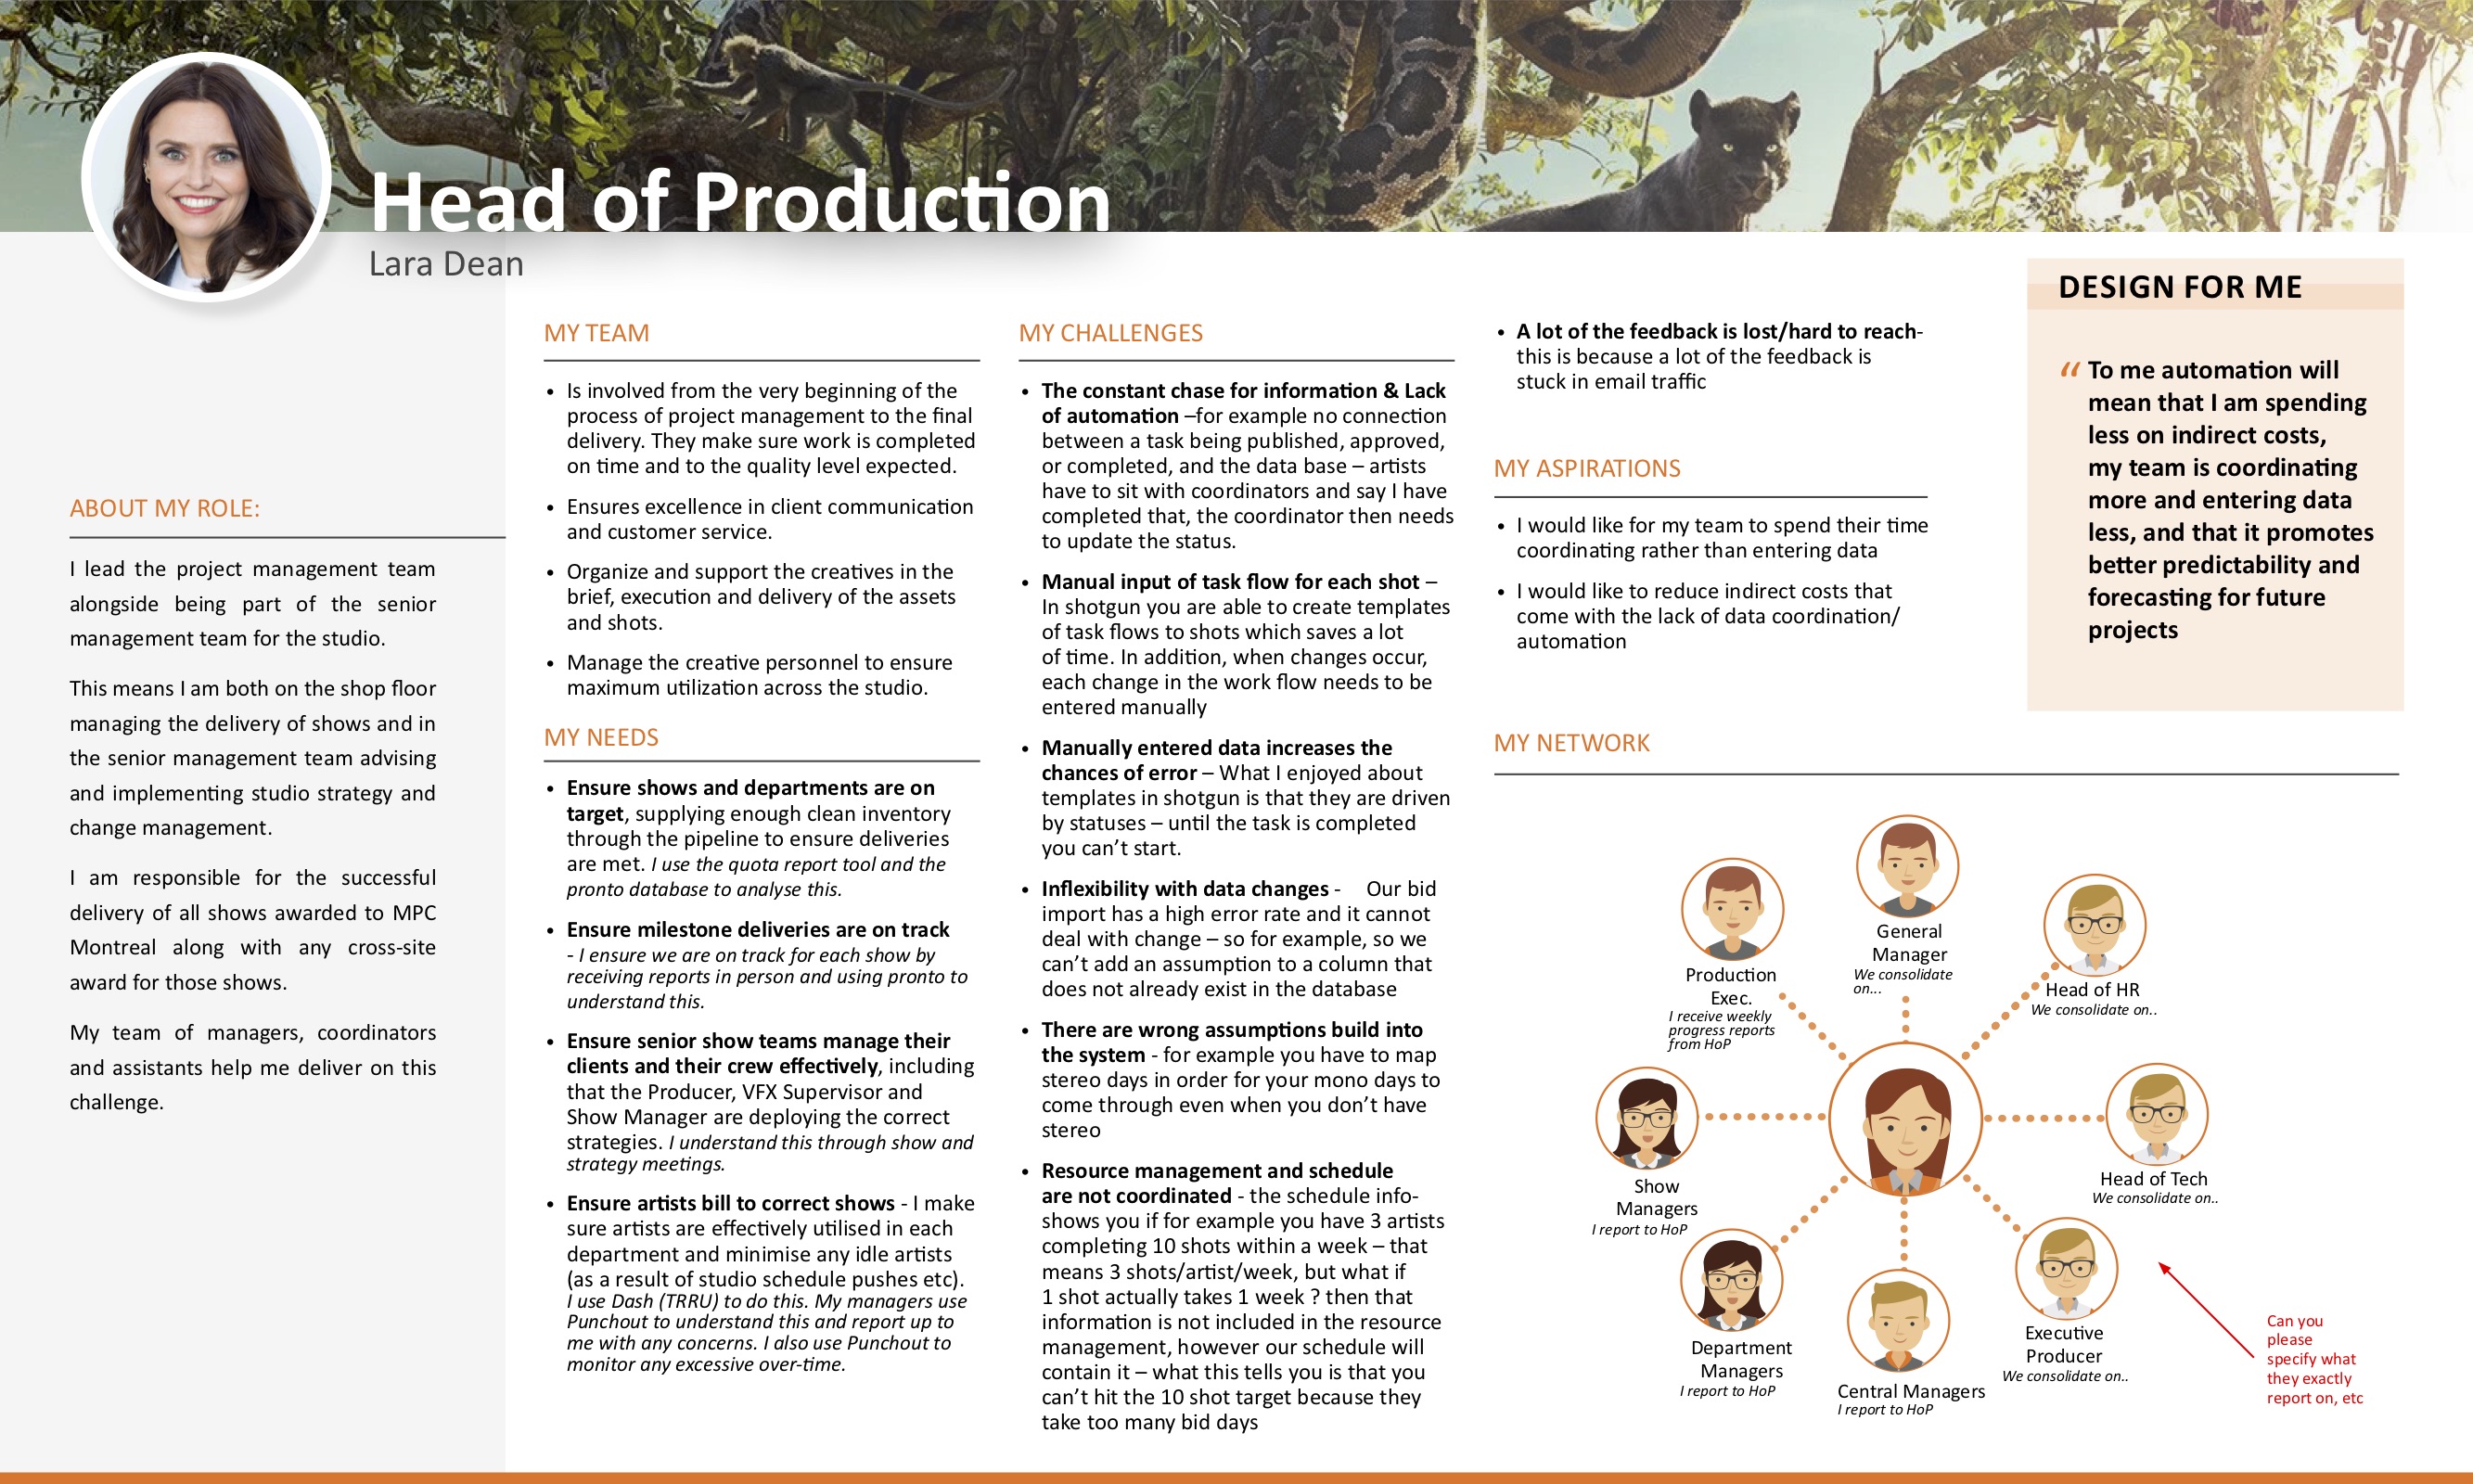 Head of Production
Lara Dean
ABOUT MY ROLE:
I lead the project management team
alongside being part of the senior
management team for the studio.
This means I am both on the shop floor
managing the delivery of shows and in
the senior management team advising
and implementing studio strategy and
change management.
I am responsible for the successful
delivery of all shows awarded to MPC
Montreal along with any cross-site
award for those shows.
My team of managers, coordinators
and assistants help me deliver on this
challenge.
MY TEAM
• Is involved from the very beginning of the
process of project management to the final
delivery. They make sure work is completed
on time and to the quality level expected.
• Ensures excellence in client communication
and customer service.
• Organize and support the creatives in the
brief, execution and delivery of the assets
and shots.
• Manage the creative personnel to ensure
maximum utilization across the studio.
MY NEEDS
• Ensure shows and departments are on
target, supplying enough clean inventory
through the pipeline to ensure deliveries
are met. I use the quota report tool and the
pronto database to analyse this.
• Ensure milestone deliveries are on track
- I ensure we are on track for each show by
receiving reports in person and using pronto to
understand this.
• Ensure senior show teams manage their
clients and their crew effectively, including
that the Producer, VFX Supervisor and
Show Manager are deploying the correct
strategies. I understand this through show and
strategy meetings.
• Ensure artists bill to correct shows - I make
sure artists are effectively utilised in each
department and minimise any idle artists
(as a result of studio schedule pushes etc).
I use Dash (TRRU) to do this. My managers use
Punchout to understand this and report up to
me with any concerns. I also use Punchout to
monitor any excessive over-time.
MY CHALLENGES
• The constant chase for information & Lack
of automation –for example no connection
between a task being published, approved,
or completed, and the data base – artists
have to sit with coordinators and say I have
completed that, the coordinator then needs
to update the status.
• Manual input of task flow for each shot –
In shotgun you are able to create templates
of task flows to shots which saves a lot
of time. In addition, when changes occur,
each change in the work flow needs to be
entered manually
• Manually entered data increases the
chances of error – What I enjoyed about
templates in shotgun is that they are driven
by statuses – until the task is completed
you can’t start.
• Inflexibility with data changes - Our bid
import has a high error rate and it cannot
deal with change – so for example, so we
can’t add an assumption to a column that
does not already exist in the database
• There are wrong assumptions build into
the system - for example you have to map
stereo days in order for your mono days to
come through even when you don’t have
stereo
• Resource management and schedule
are not coordinated - the schedule info-
shows you if for example you have 3 artists
completing 10 shots within a week – that
means 3 shots/artist/week, but what if
1 shot actually takes 1 week ? then that
information is not included in the resource
management, however our schedule will
contain it – what this tells you is that you
can’t hit the 10 shot target because they
take too many bid days
• A lot of the feedback is lost/hard to reach-
this is because a lot of the feedback is
stuck in email traffic
MY ASPIRATIONS
• I would like for my team to spend their time
coordinating rather than entering data
• I would like to reduce indirect costs that
come with the lack of data coordination/
automation
DESIGN FOR ME
“ To me automation will
mean that I am spending
less on indirect costs,
my team is coordinating
more and entering data
less, and that it promotes
better predictability and
forecasting for future
projects
MY NETWORK
General
Manager
We consolidate
on...
Production
Exec.
I receive weekly
progress reports
from HoP
Head of HR
We consolidate on..
Show
Managers
I report to HoP
Head of Tech
We consolidate on..
Department
Managers
I report to HoP
Central Managers
I report to HoP
Executive
Producer
We consolidate on..
Can you
please
specify what
they exactly
report on, etc